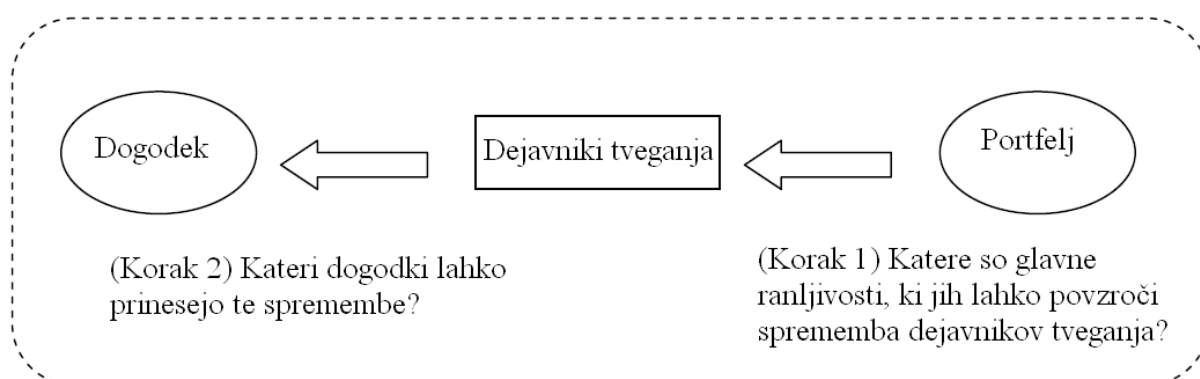 Dogodek
Dejavniki tveganja
Portfelj
(Korak 2) Kateri dogodki lahko
prinesejo te spremembe?
(Korak 1) Katere so glavne
ranljivosti, ki jih lahko povzroči
sprememba dejavnikov tveganja?